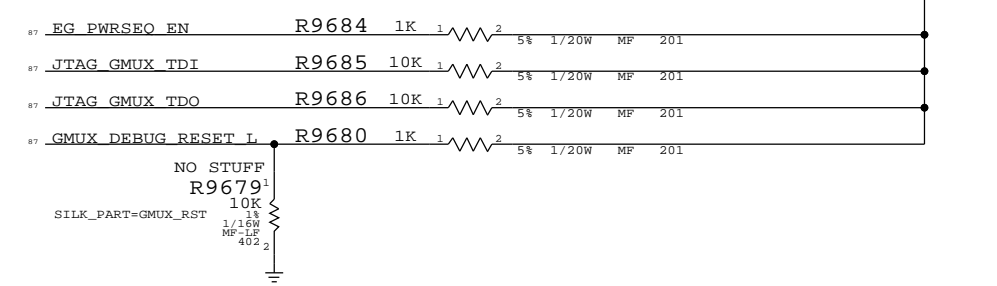 87 EG_PWRSEQ_EN R9684 1K 1 2 5% 1/20W MF 201
87 JTAG_GMUX_TDI R9685 10K 1 2 5% 1/20W MF 201
87 JTAG_GMUX_TDO R9686 10K 1 2 5% 1/20W MF 201
87 GMUX_DEBUG_RESET_L R9680 1K 1 2 5% 1/20W MF 201
NO STUFF
R9679 1
10K
SILK_PART=GMUX_RST 1%
1/16W
MF-LF
402 2